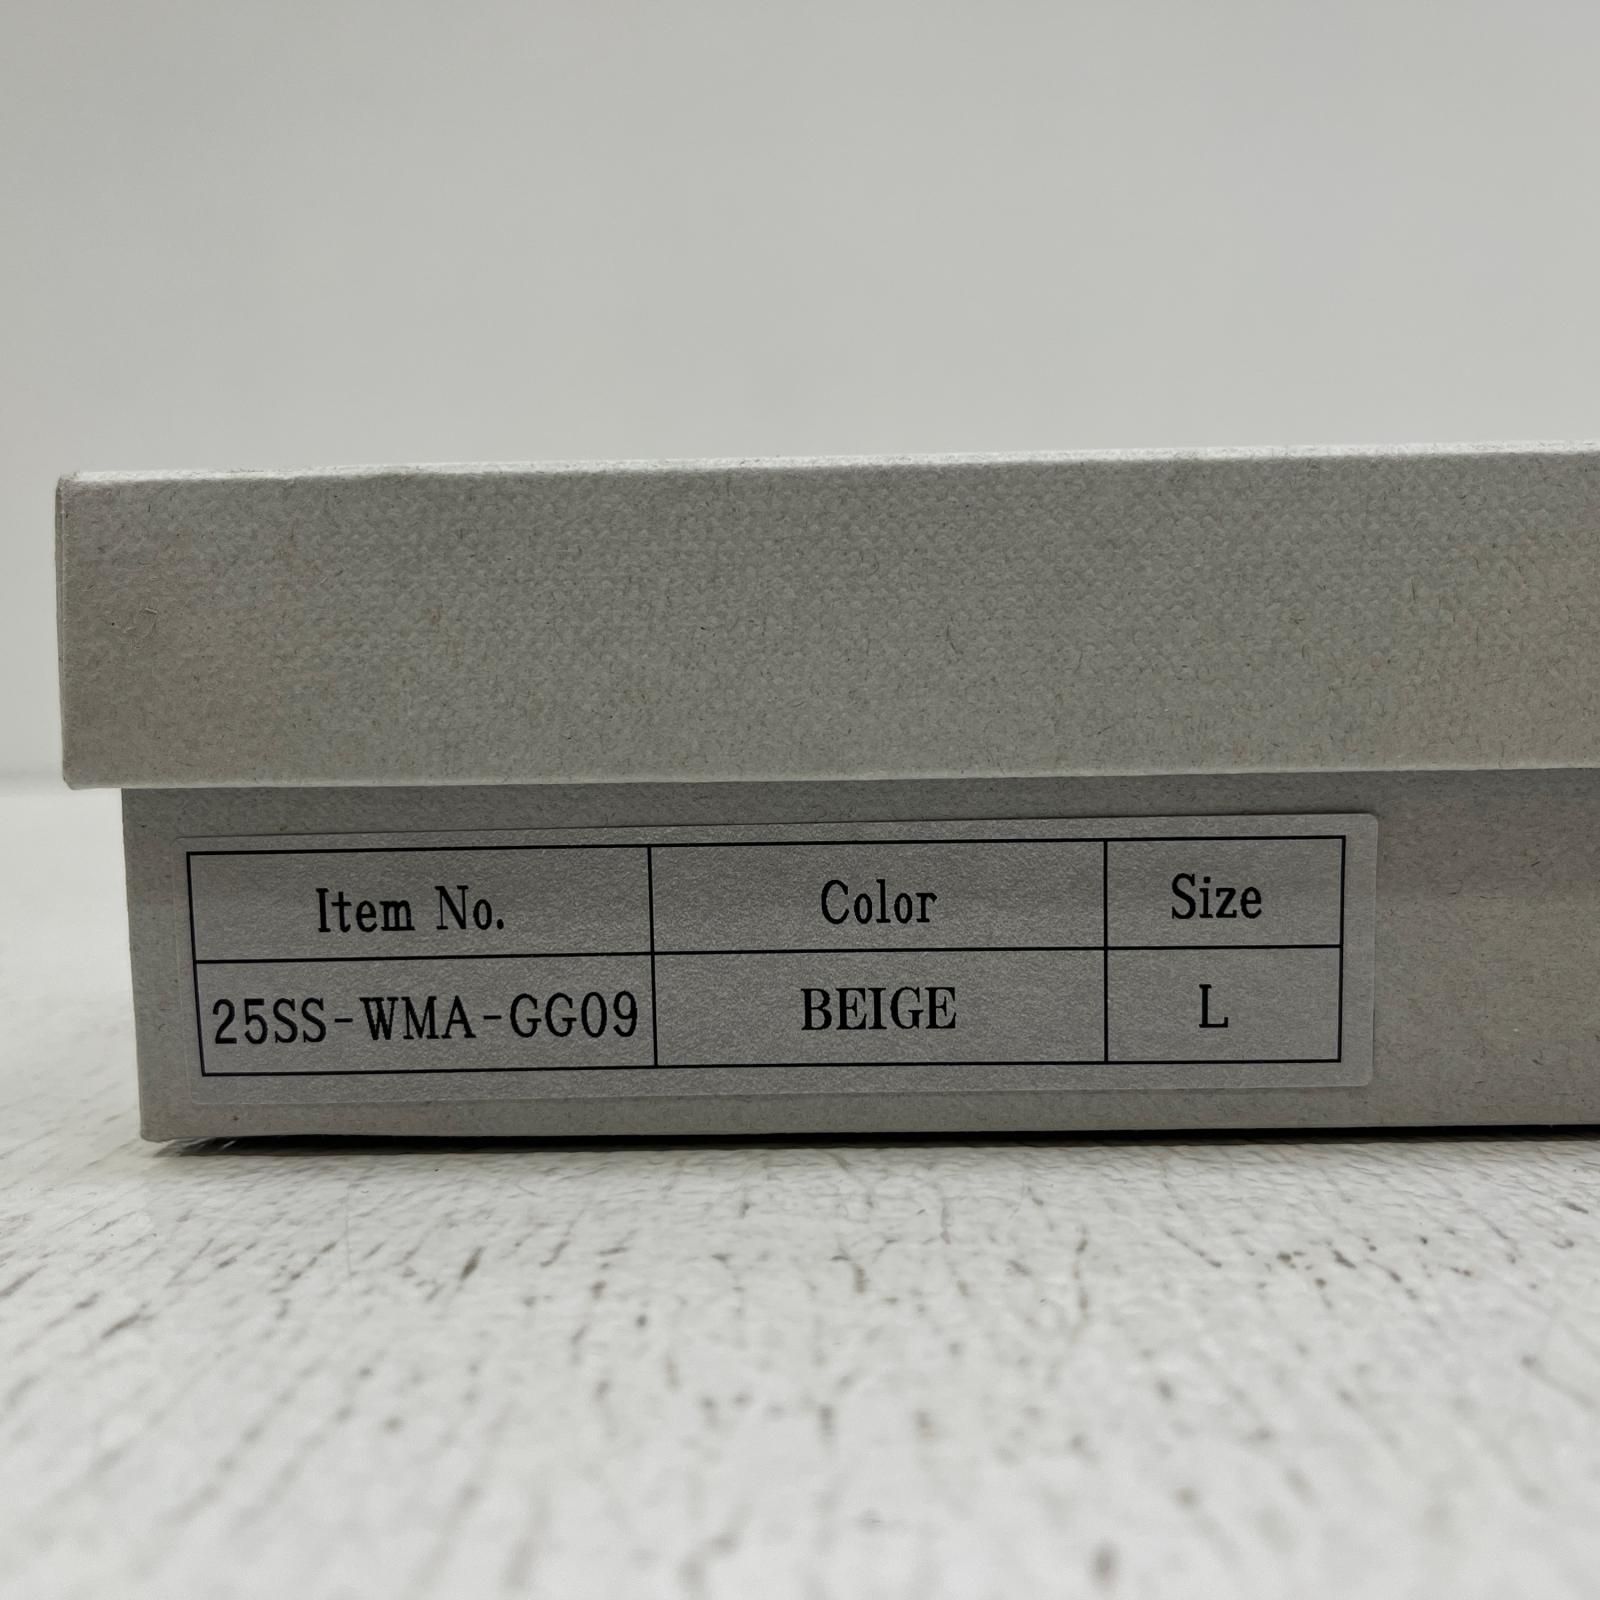 Item No. Color Size
25SS-WMA-GG09 BEIGE L